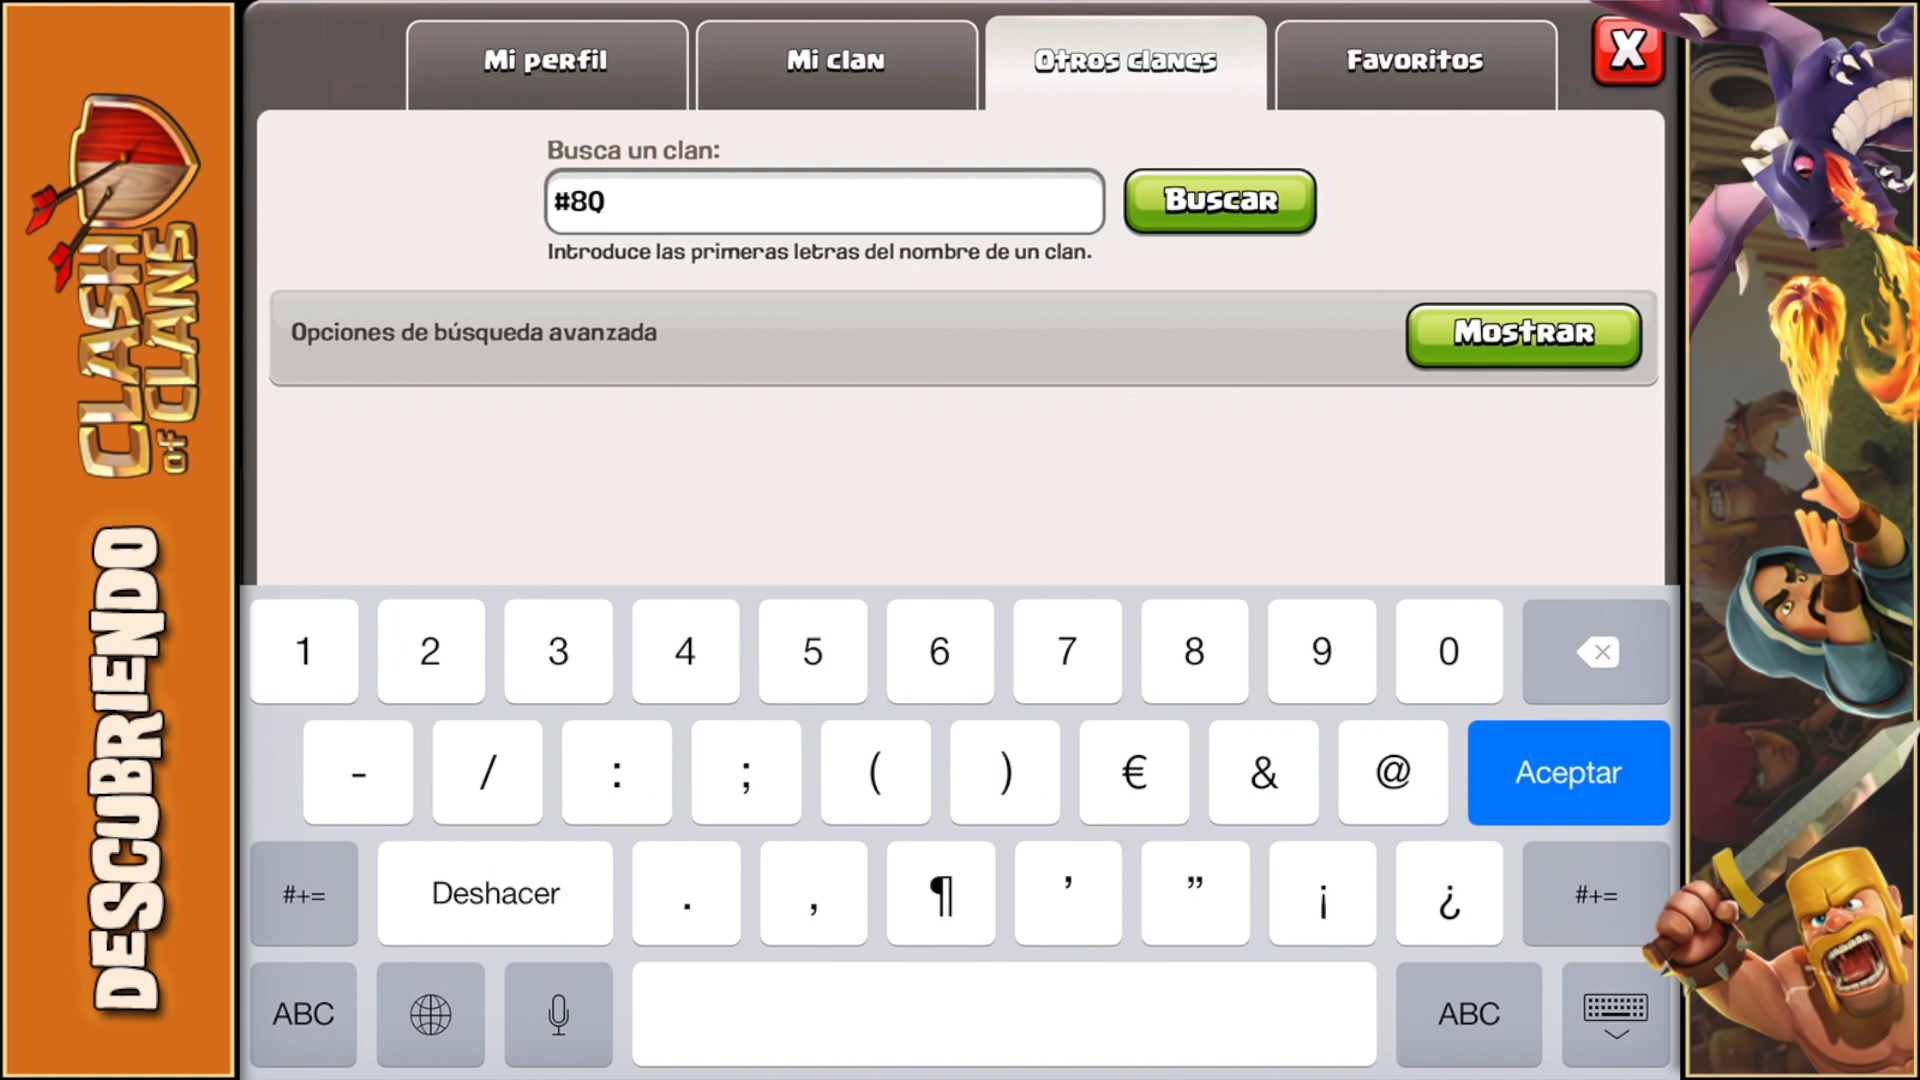 CLASH
of CLANS
DESCUBRIENDO
Mi perfil
Mi clan
Otros clanes
Favoritos
X
Busca un clan:
#8Q
Buscar
Introduce las primeras letras del nombre de un clan.
Opciones de búsqueda avanzada
Mostrar
1 2 3 4 5 6 7 8 9 0
- / : ; ( ) € & @ Aceptar
#+= Deshacer . , ¶ ’ ” ¡ ¿ #+=
ABC ABC